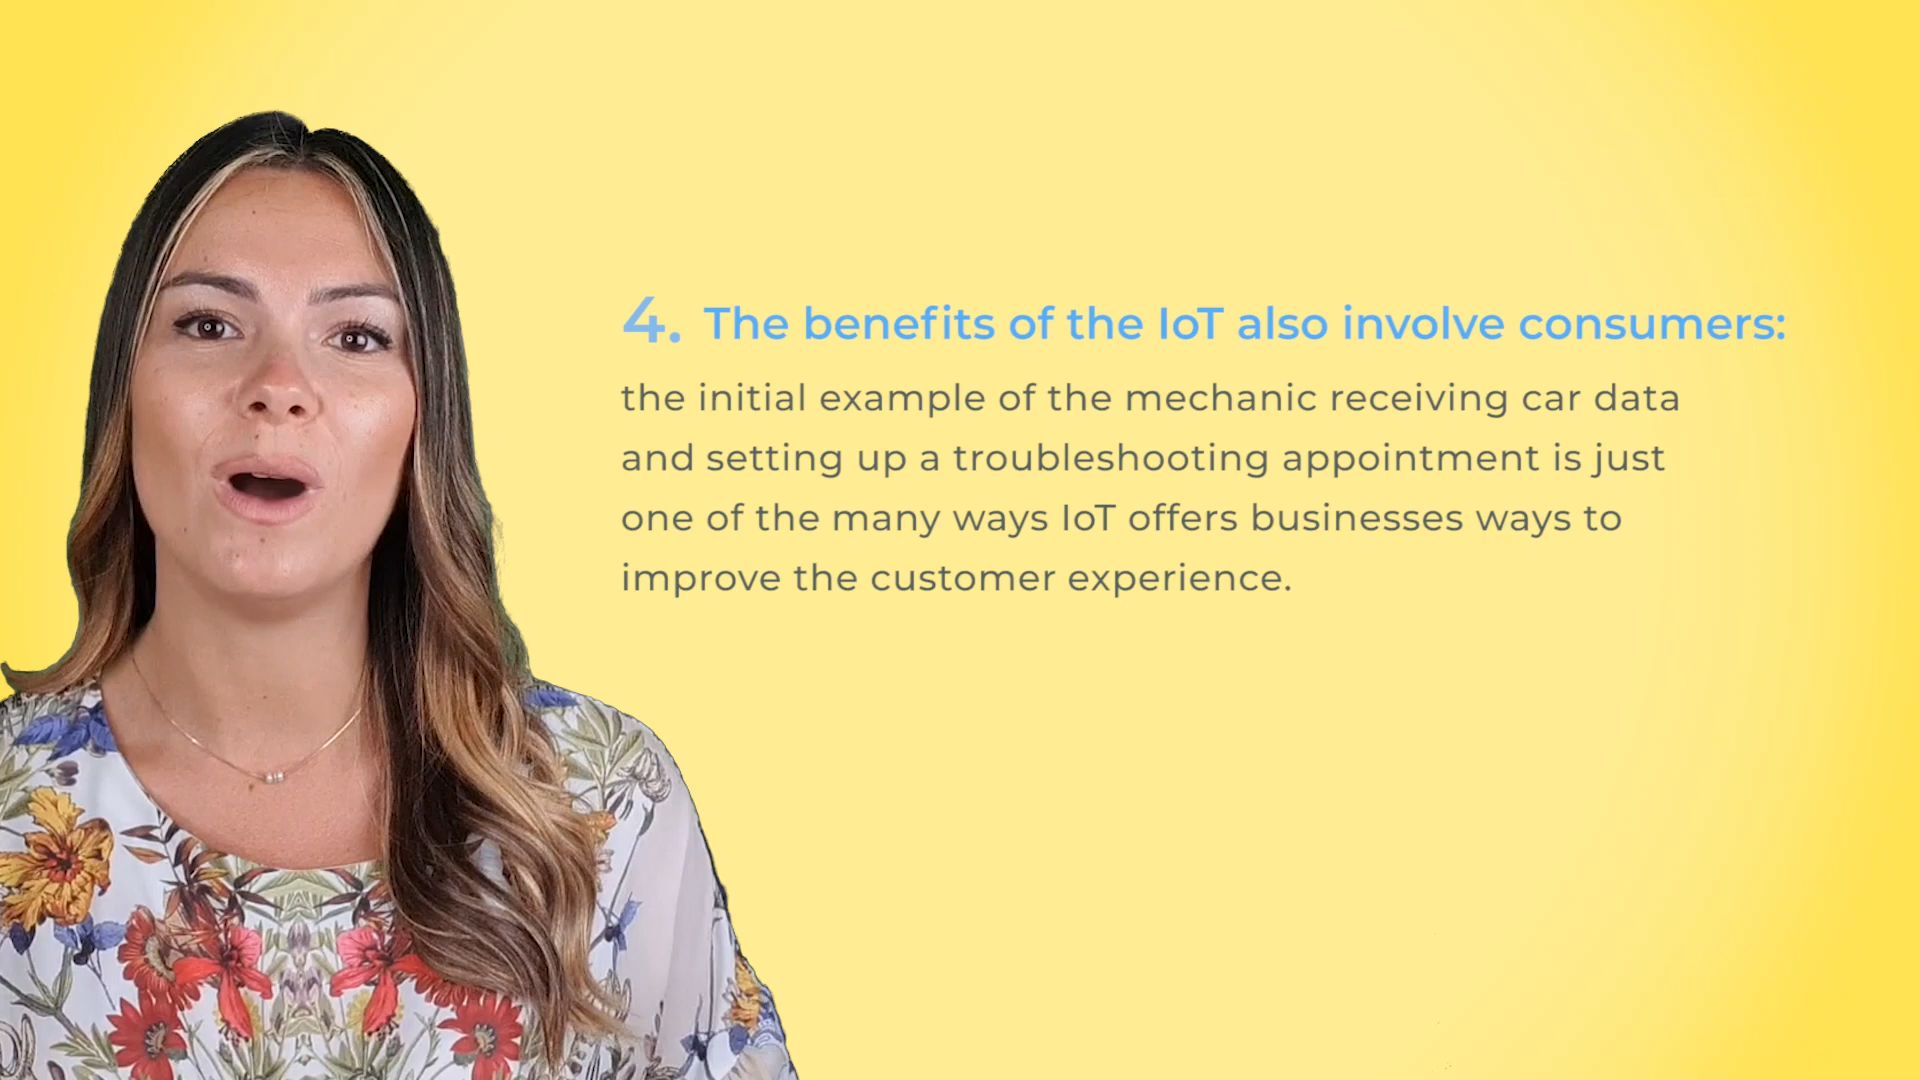 4. The benefits of the IoT also involve consumers:
the initial example of the mechanic receiving car data
and setting up a troubleshooting appointment is just
one of the many ways IoT offers businesses ways to
improve the customer experience.